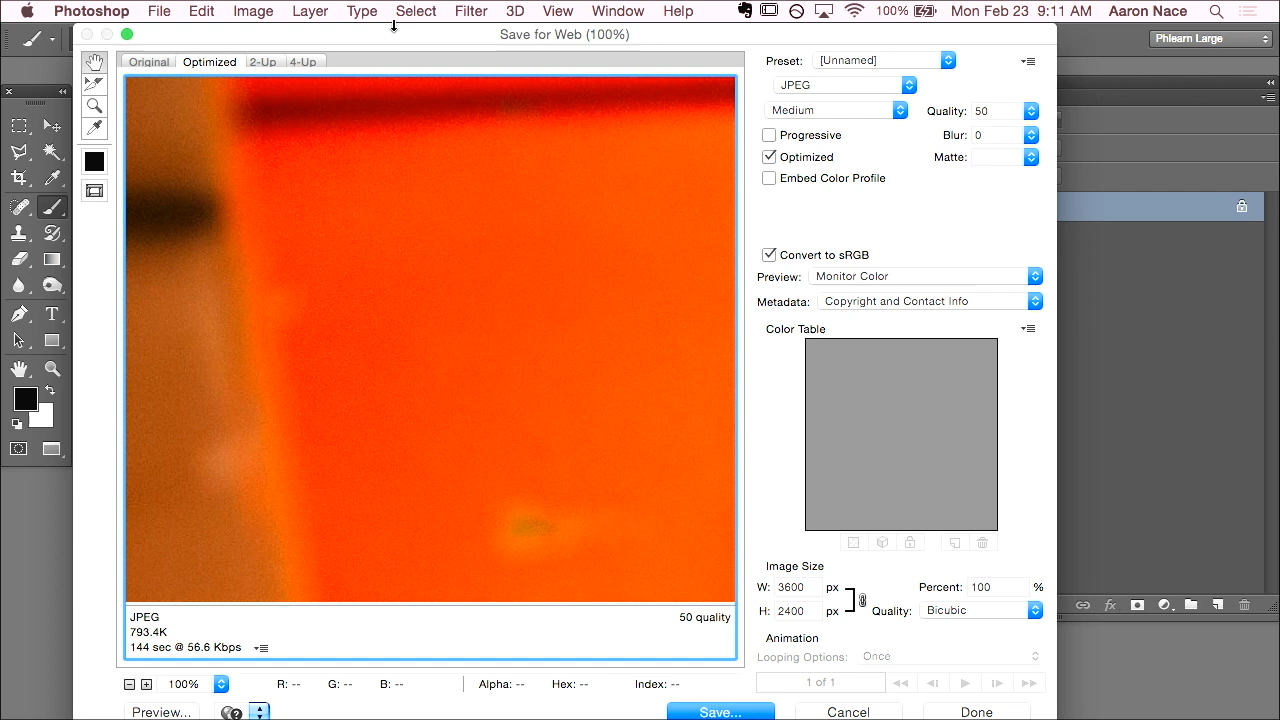 Photoshop File Edit Image Layer Type Select Filter 3D View Window Help 100% Mon Feb 23 9:11 AM Aaron Nace
Save for Web (100%)
Phlearn Large
Original Optimized 2-Up 4-Up
Preset: [Unnamed]
JPEG
Medium Quality: 50
Progressive Blur: 0
Optimized Matte:
Embed Color Profile
Convert to sRGB
Preview: Monitor Color
Metadata: Copyright and Contact Info
Color Table
Image Size
W: 3600 px Percent: 100 %
H: 2400 px Quality: Bicubic
Animation
Looping Options: Once
1 of 1
JPEG 50 quality
793.4K
144 sec @ 56.6 Kbps
100% R: -- G: -- B: -- Alpha: -- Hex: -- Index: --
Preview... Save... Cancel Done
fx